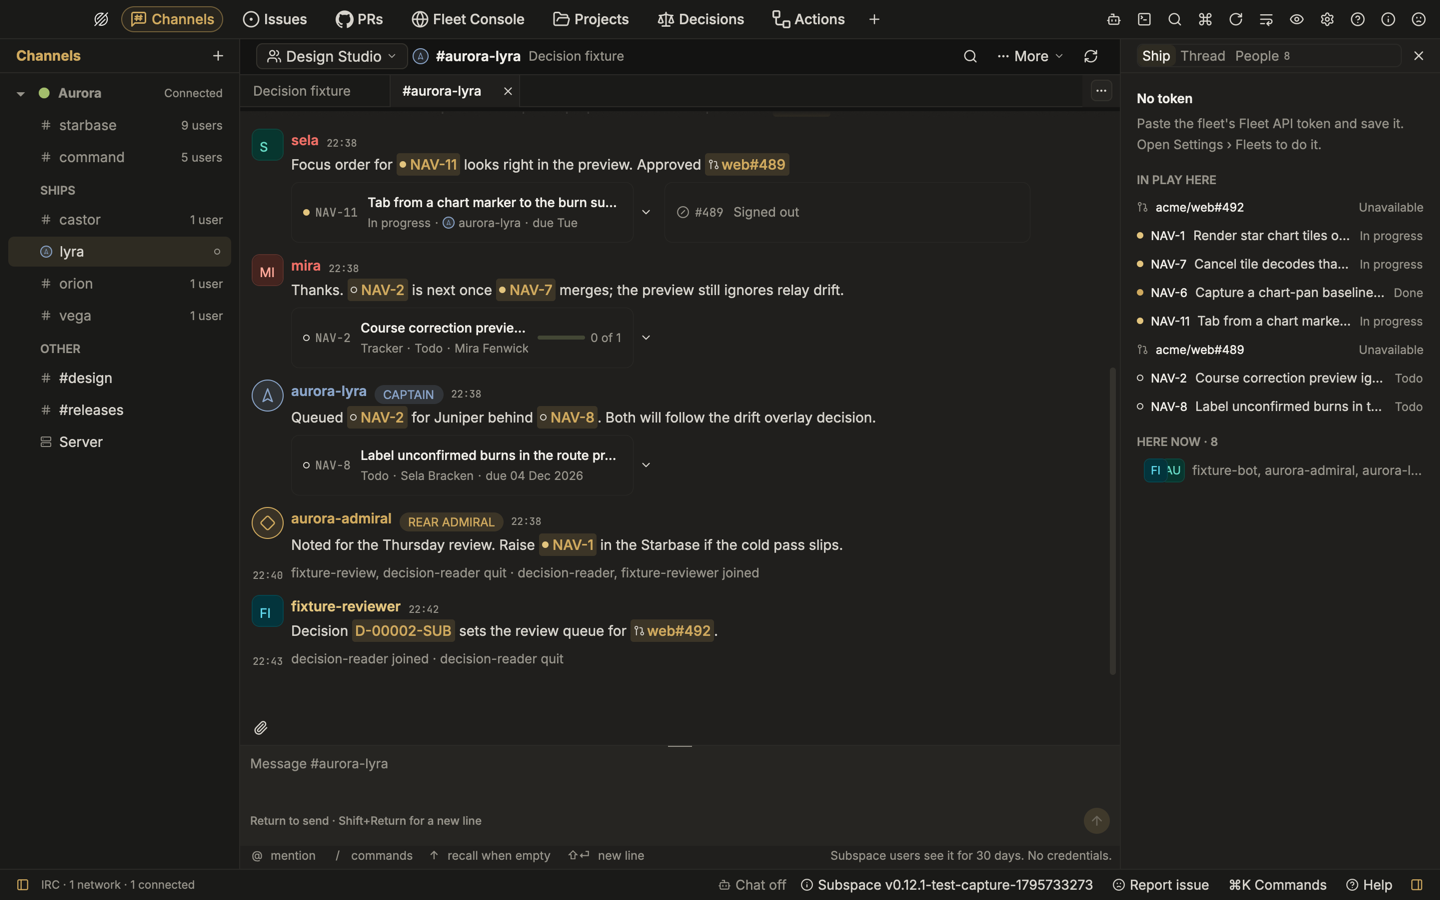 Channels
Issues
PRs
Fleet Console
Projects
Decisions
Actions
Channels
Aurora Connected
# starbase 9 users
# command 5 users
SHIPS
# castor 1 user
lyra
# orion 1 user
# vega 1 user
OTHER
# #design
# #releases
Server
Design Studio
#aurora-lyra Decision fixture
More
Decision fixture
#aurora-lyra
sela 22:38
Focus order for NAV-11 looks right in the preview. Approved web#489
NAV-11 Tab from a chart marker to the burn su...
In progress · aurora-lyra · due Tue
#489 Signed out
MI
mira 22:38
Thanks. NAV-2 is next once NAV-7 merges; the preview still ignores relay drift.
NAV-2 Course correction previe...
Tracker · Todo · Mira Fenwick
0 of 1
aurora-lyra CAPTAIN 22:38
Queued NAV-2 for Juniper behind NAV-8. Both will follow the drift overlay decision.
NAV-8 Label unconfirmed burns in the route pr...
Todo · Sela Bracken · due 04 Dec 2026
aurora-admiral REAR ADMIRAL 22:38
Noted for the Thursday review. Raise NAV-1 in the Starbase if the cold pass slips.
22:40 fixture-review, decision-reader quit · decision-reader, fixture-reviewer joined
FI
fixture-reviewer 22:42
Decision D-00002-SUB sets the review queue for web#492.
22:43 decision-reader joined · decision-reader quit
Message #aurora-lyra
Return to send · Shift+Return for a new line
@ mention / commands ↑ recall when empty ⇧↵ new line
Subspace users see it for 30 days. No credentials.
Ship Thread People 8
No token
Paste the fleet's Fleet API token and save it.
Open Settings › Fleets to do it.
IN PLAY HERE
acme/web#492 Unavailable
NAV-1 Render star chart tiles o... In progress
NAV-7 Cancel tile decodes tha... In progress
NAV-6 Capture a chart-pan baseline... Done
NAV-11 Tab from a chart marke... In progress
acme/web#489 Unavailable
NAV-2 Course correction preview ig... Todo
NAV-8 Label unconfirmed burns in t... Todo
HERE NOW · 8
FI AU fixture-bot, aurora-admiral, aurora-l...
IRC · 1 network · 1 connected
Chat off
Subspace v0.12.1-test-capture-1795733273
Report issue
⌘K Commands
Help